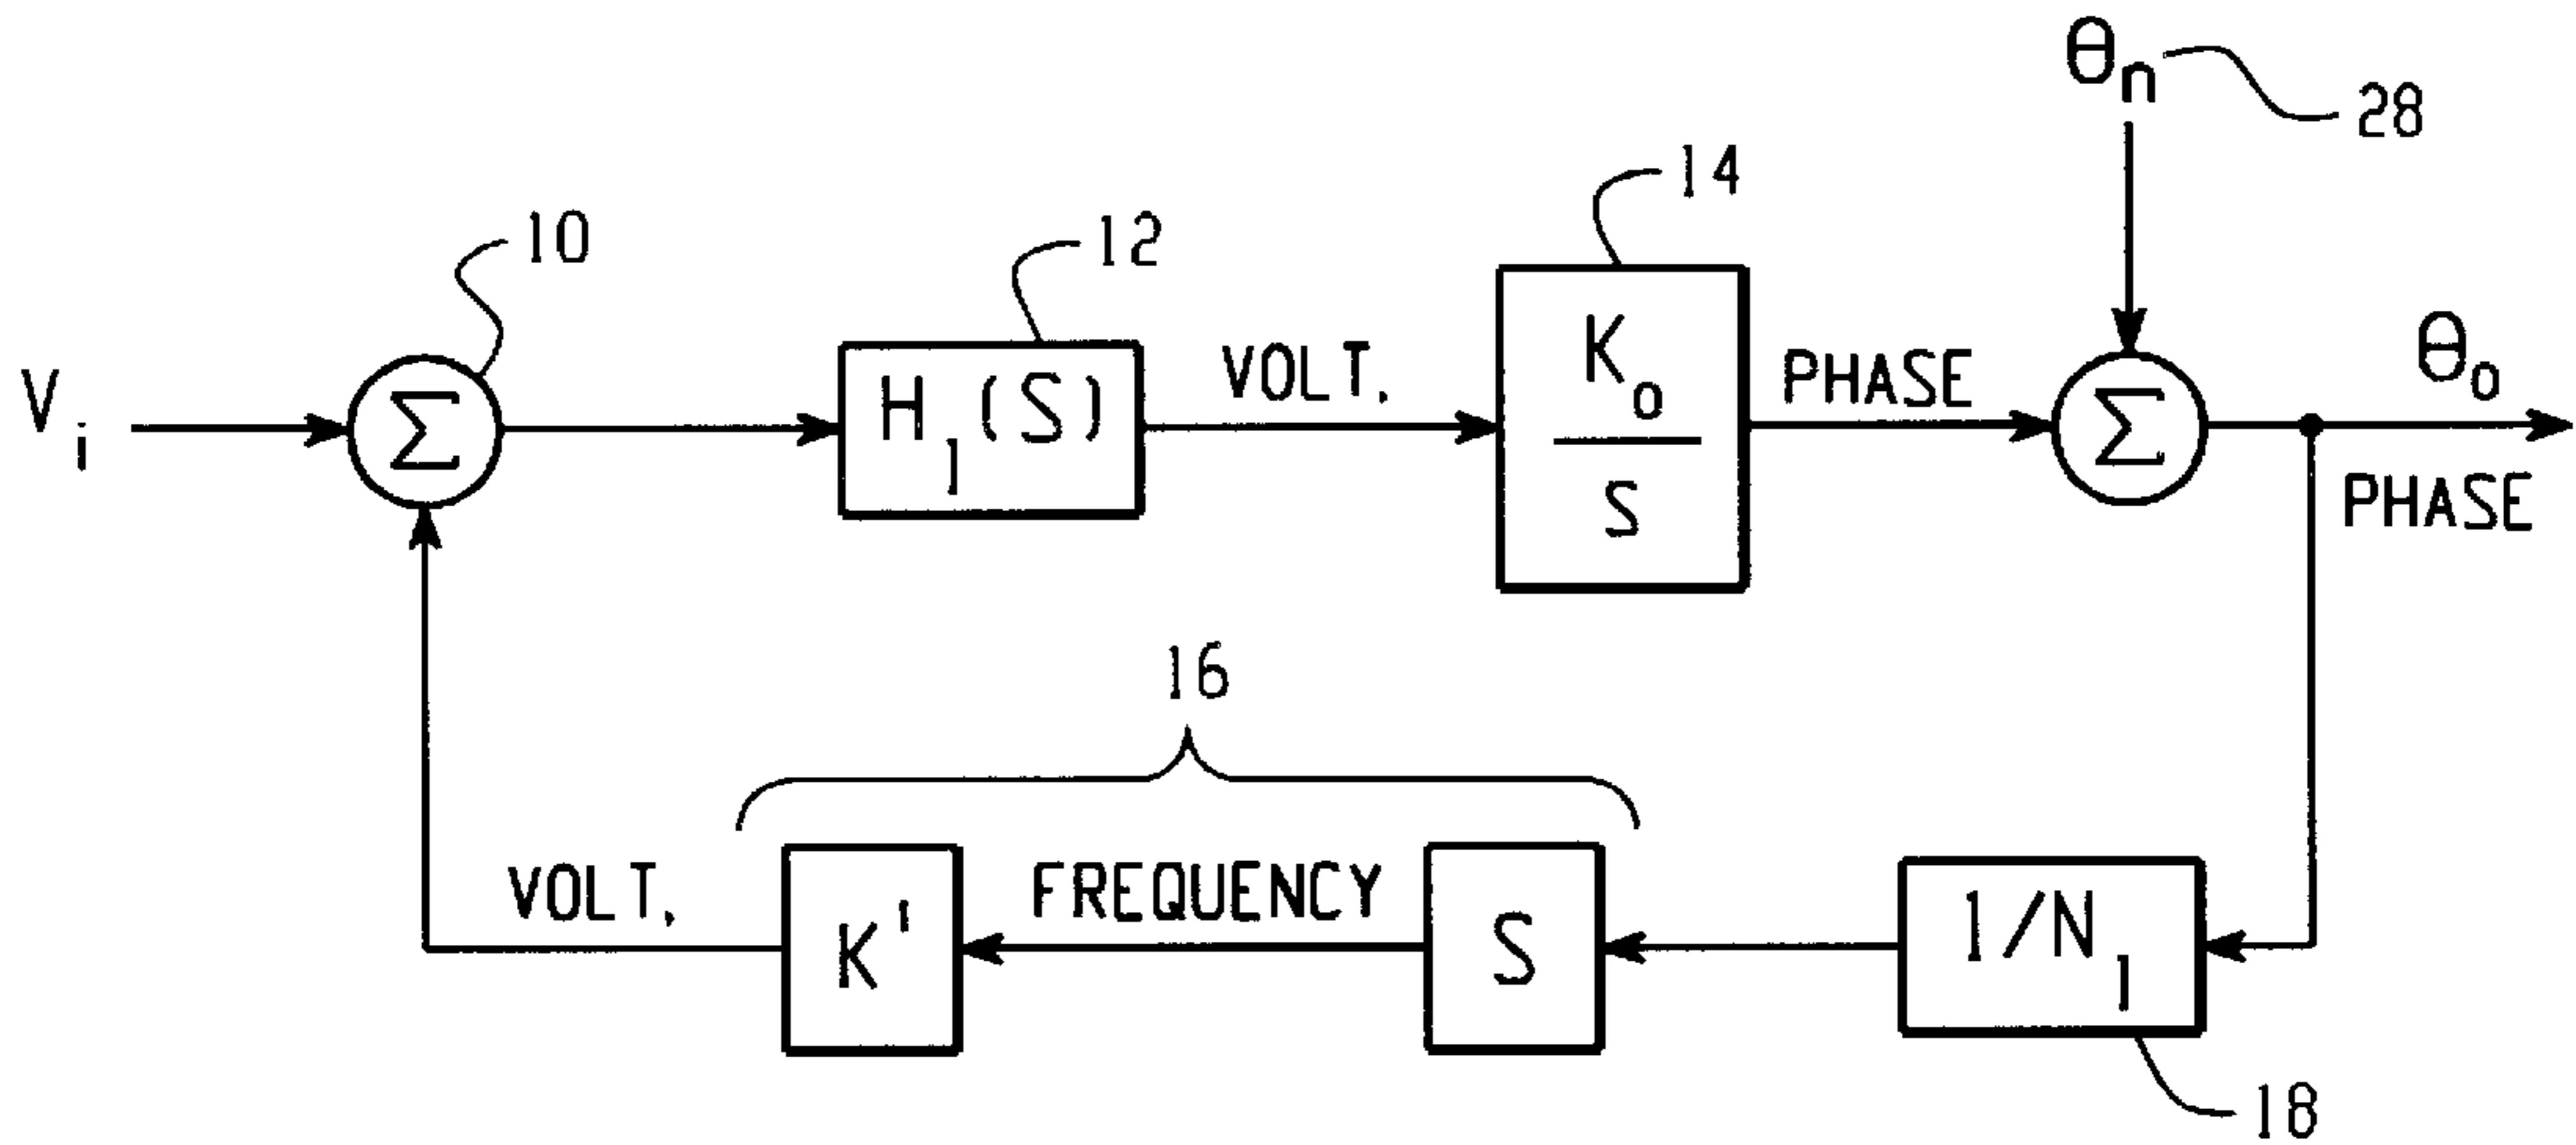 θn
28
14
10
12
Vi
Σ
H1(S)
VOLT.
Ko
S
PHASE
Σ
θo
PHASE
16
VOLT.
K'
FREQUENCY
S
1/N1
18